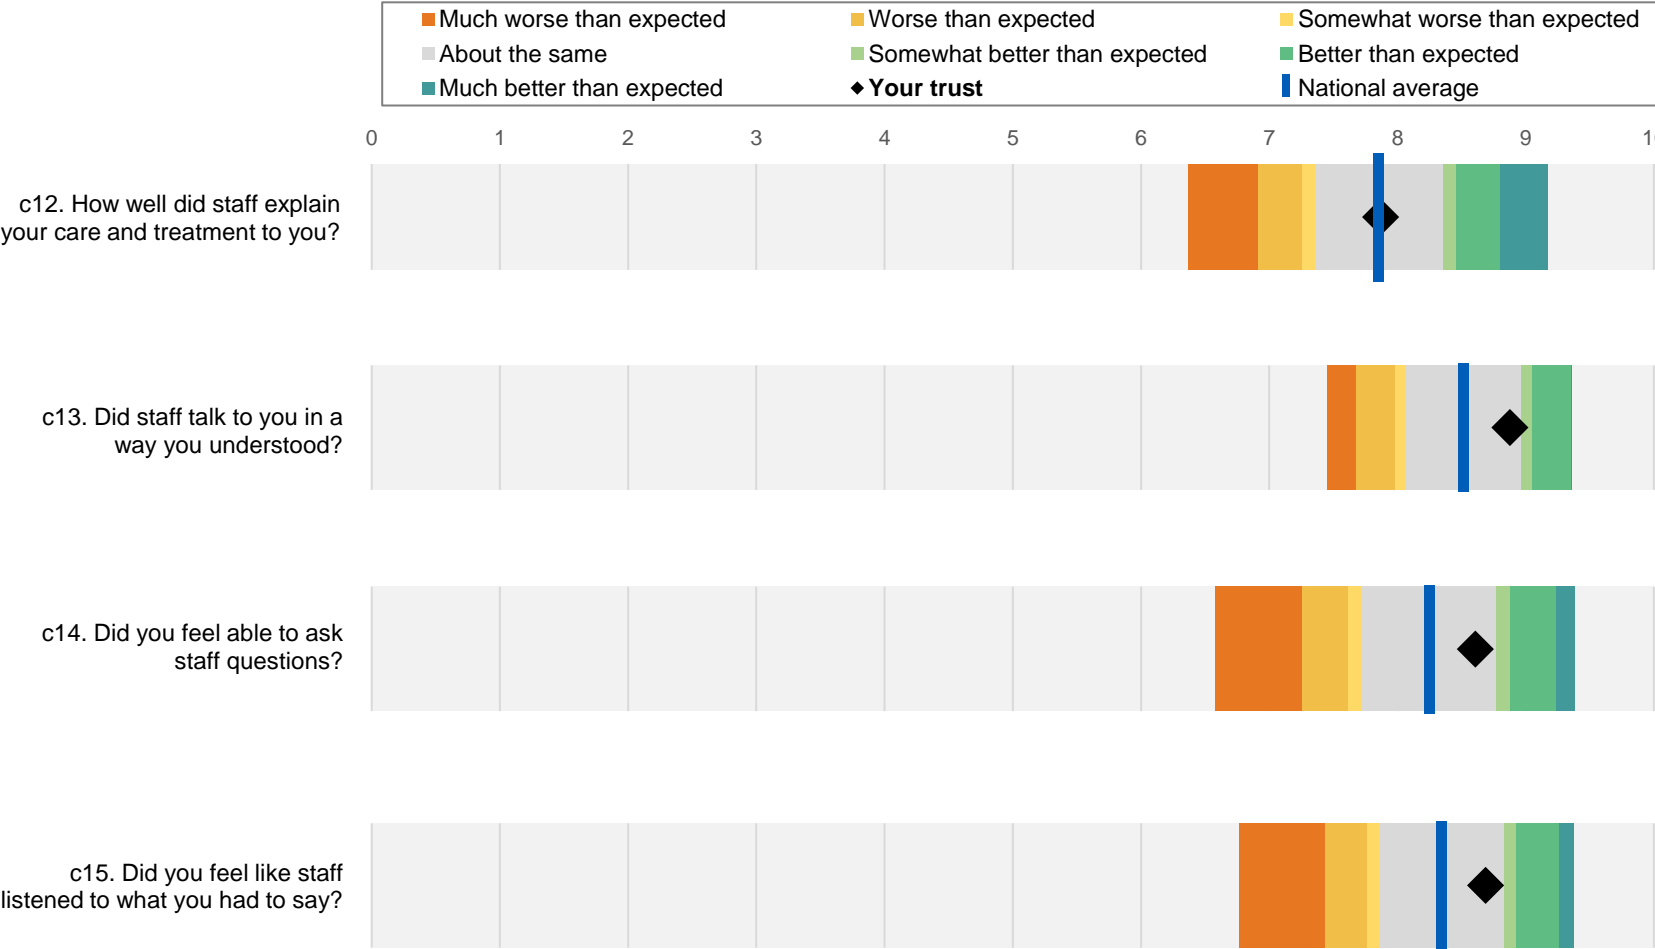 Much worse than expected
Worse than expected
Somewhat worse than expected
About the same
Somewhat better than expected
Better than expected
Much better than expected
Your trust
National average
0 1 2 3 4 5 6 7 8 9
c12. How well did staff explain
your care and treatment to you?
c13. Did staff talk to you in a
way you understood?
c14. Did you feel able to ask
staff questions?
c15. Did you feel like staff
listened to what you had to say?